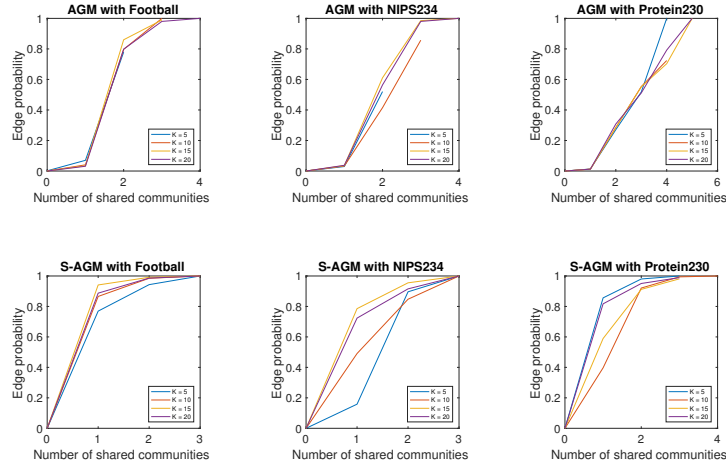 AGM with Football
1
0.8
0.6
0.4
0.2
0
Edge probability
K = 5
K = 10
K = 15
K = 20
0 2 4
Number of shared communities
AGM with NIPS234
1
0.8
0.6
0.4
0.2
0
Edge probability
K = 5
K = 10
K = 15
K = 20
0 2 4
Number of shared communities
AGM with Protein230
1
0.8
0.6
0.4
0.2
0
Edge probability
K = 5
K = 10
K = 15
K = 20
0 2 4 6
Number of shared communities
S-AGM with Football
1
0.8
0.6
0.4
0.2
0
Edge probability
K = 5
K = 10
K = 15
K = 20
0 1 2 3
Number of shared communities
S-AGM with NIPS234
1
0.8
0.6
0.4
0.2
0
Edge probability
K = 5
K = 10
K = 15
K = 20
0 1 2 3
Number of shared communities
S-AGM with Protein230
1
0.8
0.6
0.4
0.2
0
Edge probability
K = 5
K = 10
K = 15
K = 20
0 2 4
Number of shared communities